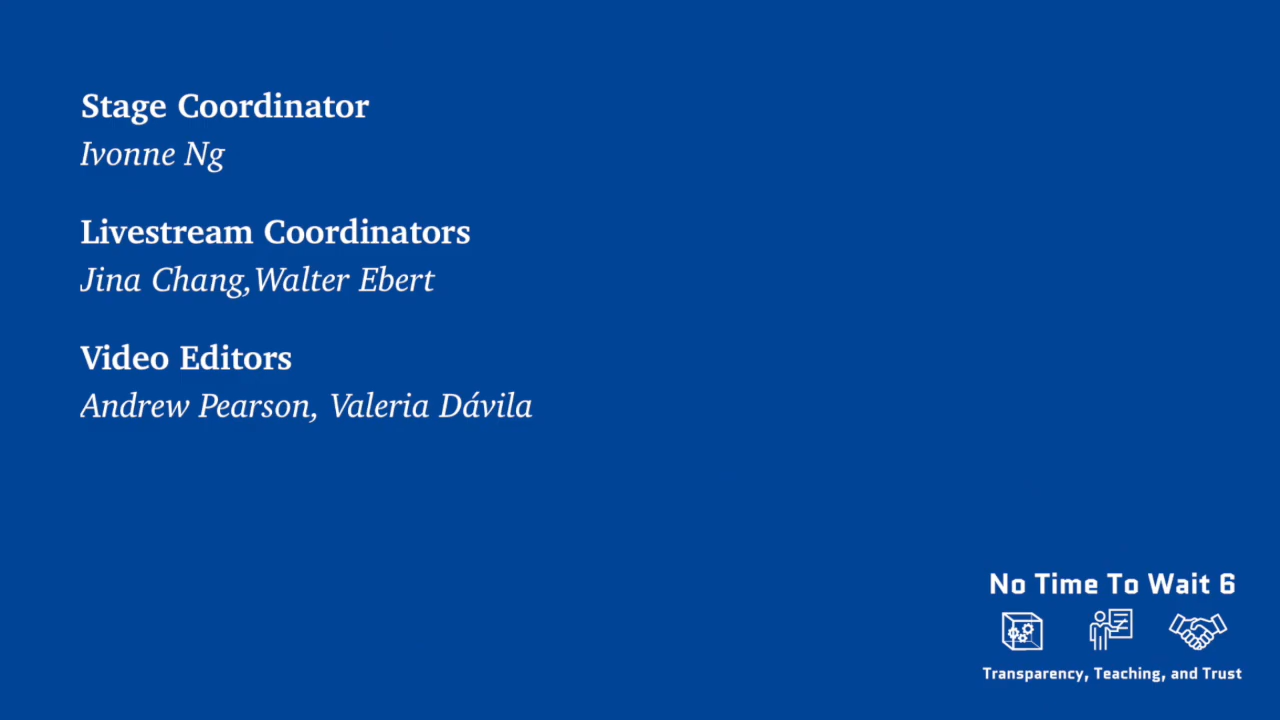 Stage Coordinator
Ivonne Ng
Livestream Coordinators
Jina Chang,Walter Ebert
Video Editors
Andrew Pearson, Valeria Dávila
No Time To Wait 6
Transparency, Teaching, and Trust